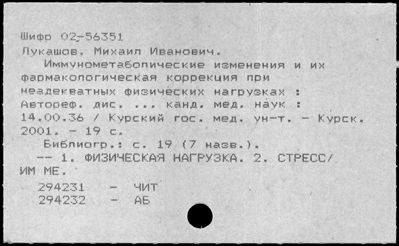 Шифр 02-56351
Лукашов, Михаил Иванович.
Иммунометаболические изменения и их
фармакологическая коррекция при
неадекватных физических нагрузках :
Автореф. дис. ... канд. мед. наук :
14.00.36 / Курский гос. мед. ун-т. - Курск.
2001. - 19 с.
Библиогр.: с. 19 (7 назв.).
-- 1. ФИЗИЧЕСКАЯ НАГРУЗКА. 2. СТРЕСС/
ИМ МЕ.
294231 - ЧИТ
294232 - АБ